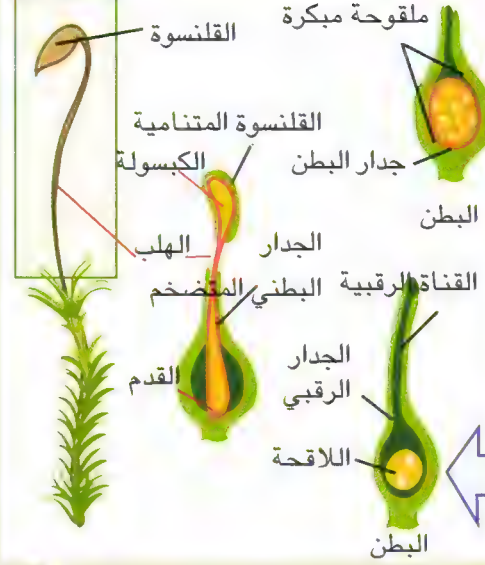 ملقوحة مبكرة
القلنسوة
القلنسوة المتنامية
الكبسولة
جدار البطن
البطن
الهلب
الجدار
البطني المتضخم
القناة الرقبية
الجدار
الرقبي
القدم
اللاقحة
البطن